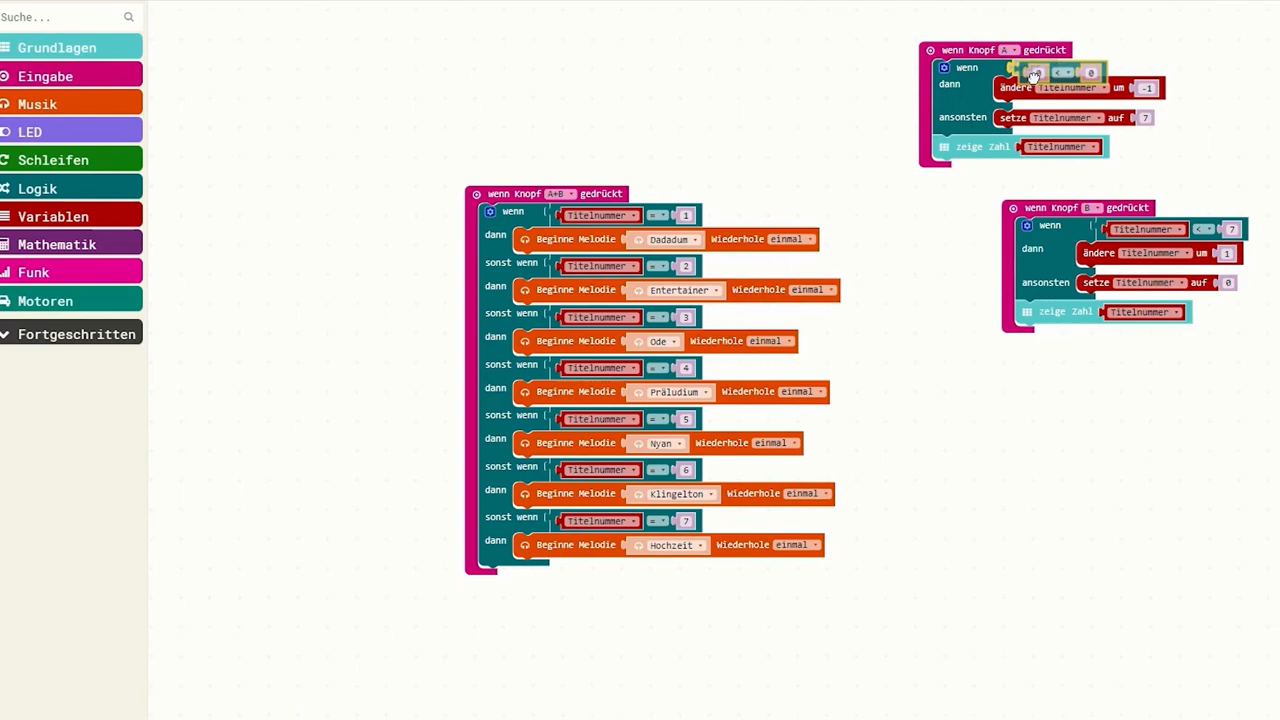 Suche...
Grundlagen
Eingabe
Musik
LED
Schleifen
Logik
Variablen
Mathematik
Funk
Motoren
Fortgeschritten
wenn Knopf A+B gedrückt
wenn Titelnummer = 1
dann Beginne Melodie Dadadum Wiederhole einmal
sonst wenn Titelnummer = 2
dann Beginne Melodie Entertainer Wiederhole einmal
sonst wenn Titelnummer = 3
dann Beginne Melodie Ode Wiederhole einmal
sonst wenn Titelnummer = 4
dann Beginne Melodie Präludium Wiederhole einmal
sonst wenn Titelnummer = 5
dann Beginne Melodie Nyan Wiederhole einmal
sonst wenn Titelnummer = 6
dann Beginne Melodie Klingelton Wiederhole einmal
sonst wenn Titelnummer = 7
dann Beginne Melodie Hochzeit Wiederhole einmal
wenn Knopf A gedrückt
wenn < 0
dann ändere Titelnummer um -1
ansonsten setze Titelnummer auf 7
zeige Zahl Titelnummer
wenn Knopf B gedrückt
wenn Titelnummer < 7
dann ändere Titelnummer um 1
ansonsten setze Titelnummer auf 0
zeige Zahl Titelnummer